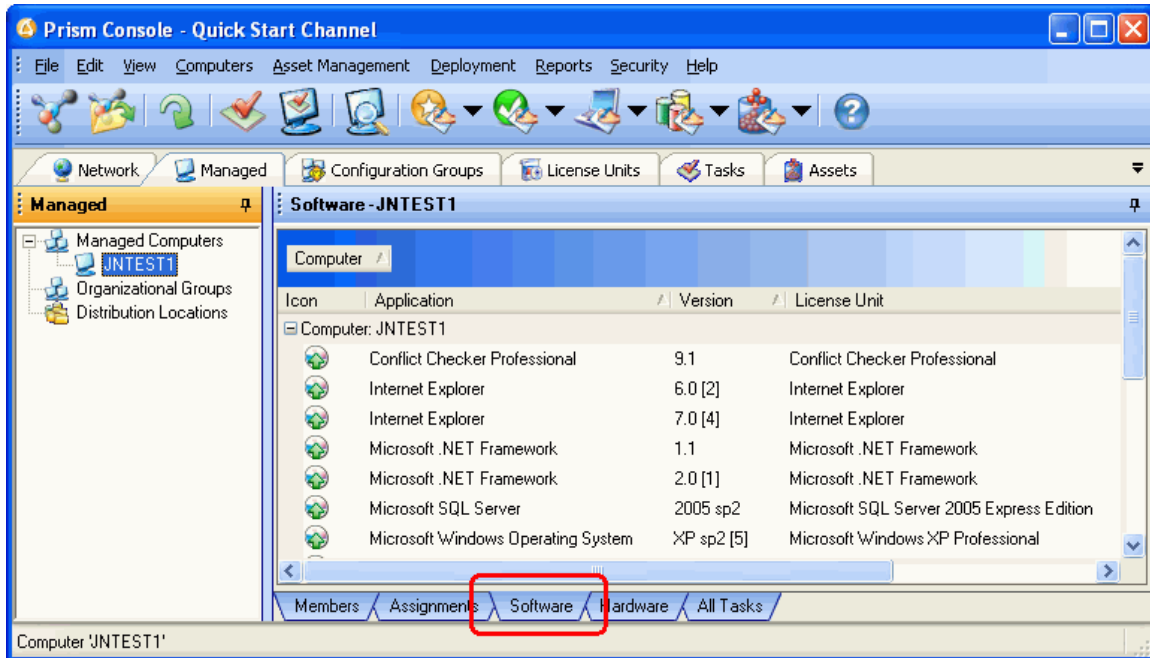 Prism Console - Quick Start Channel
File Edit View Computers Asset Management Deployment Reports Security Help
Network Managed Configuration Groups License Units Tasks Assets
Managed
Managed Computers
JNTEST1
Organizational Groups
Distribution Locations
Software - JNTEST1
Computer
Icon Application Version License Unit
Computer: JNTEST1
Conflict Checker Professional 9.1 Conflict Checker Professional
Internet Explorer 6.0 [2] Internet Explorer
Internet Explorer 7.0 [4] Internet Explorer
Microsoft .NET Framework 1.1 Microsoft .NET Framework
Microsoft .NET Framework 2.0 [1] Microsoft .NET Framework
Microsoft SQL Server 2005 sp2 Microsoft SQL Server 2005 Express Edition
Microsoft Windows Operating System XP sp2 [5] Microsoft Windows XP Professional
Members Assignments Software Hardware All Tasks
Computer 'JNTEST1'